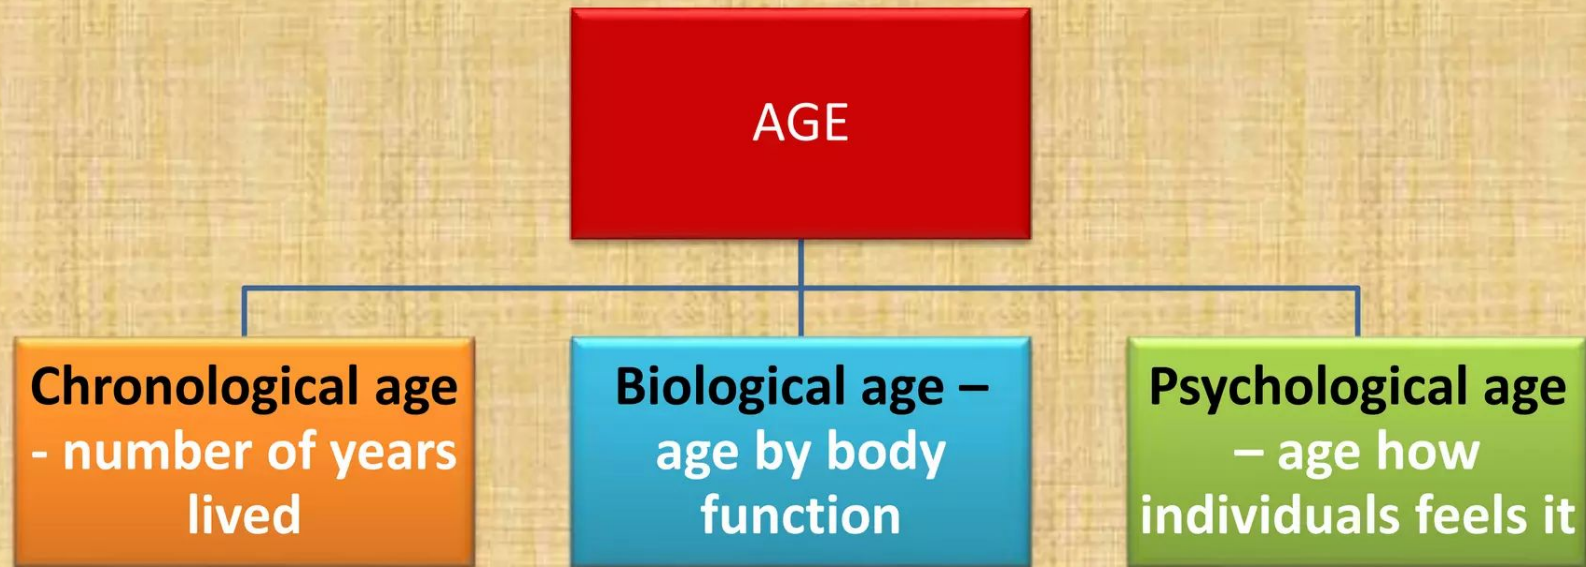 AGE
Chronological age
- number of years
lived
Biological age –
age by body
function
Psychological age
– age how
individuals feels it